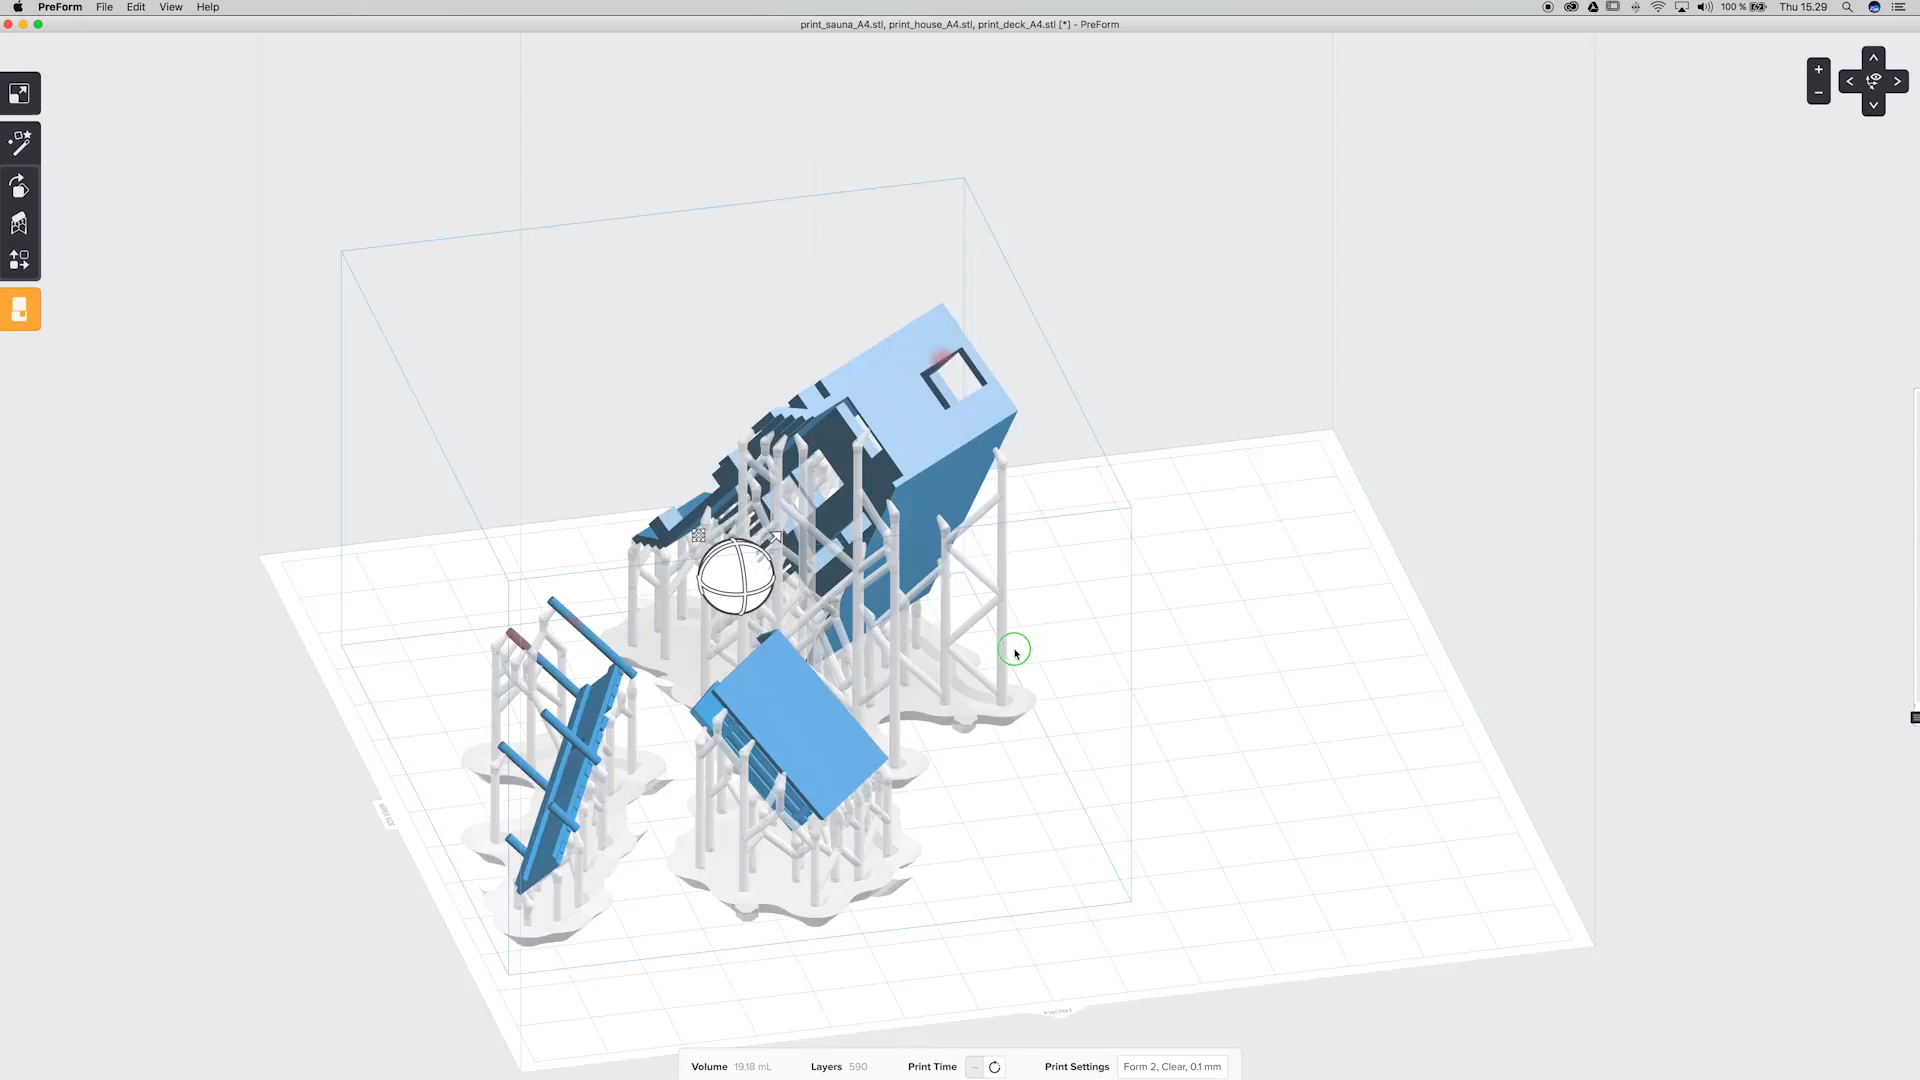 PreForm File Edit View Help
100 % Thu 15.29
print_sauna_A4.stl, print_house_A4.stl, print_deck_A4.stl [*] - PreForm
Volume 19.18 mL Layers 590 Print Time – Print Settings Form 2, Clear, 0.1 mm